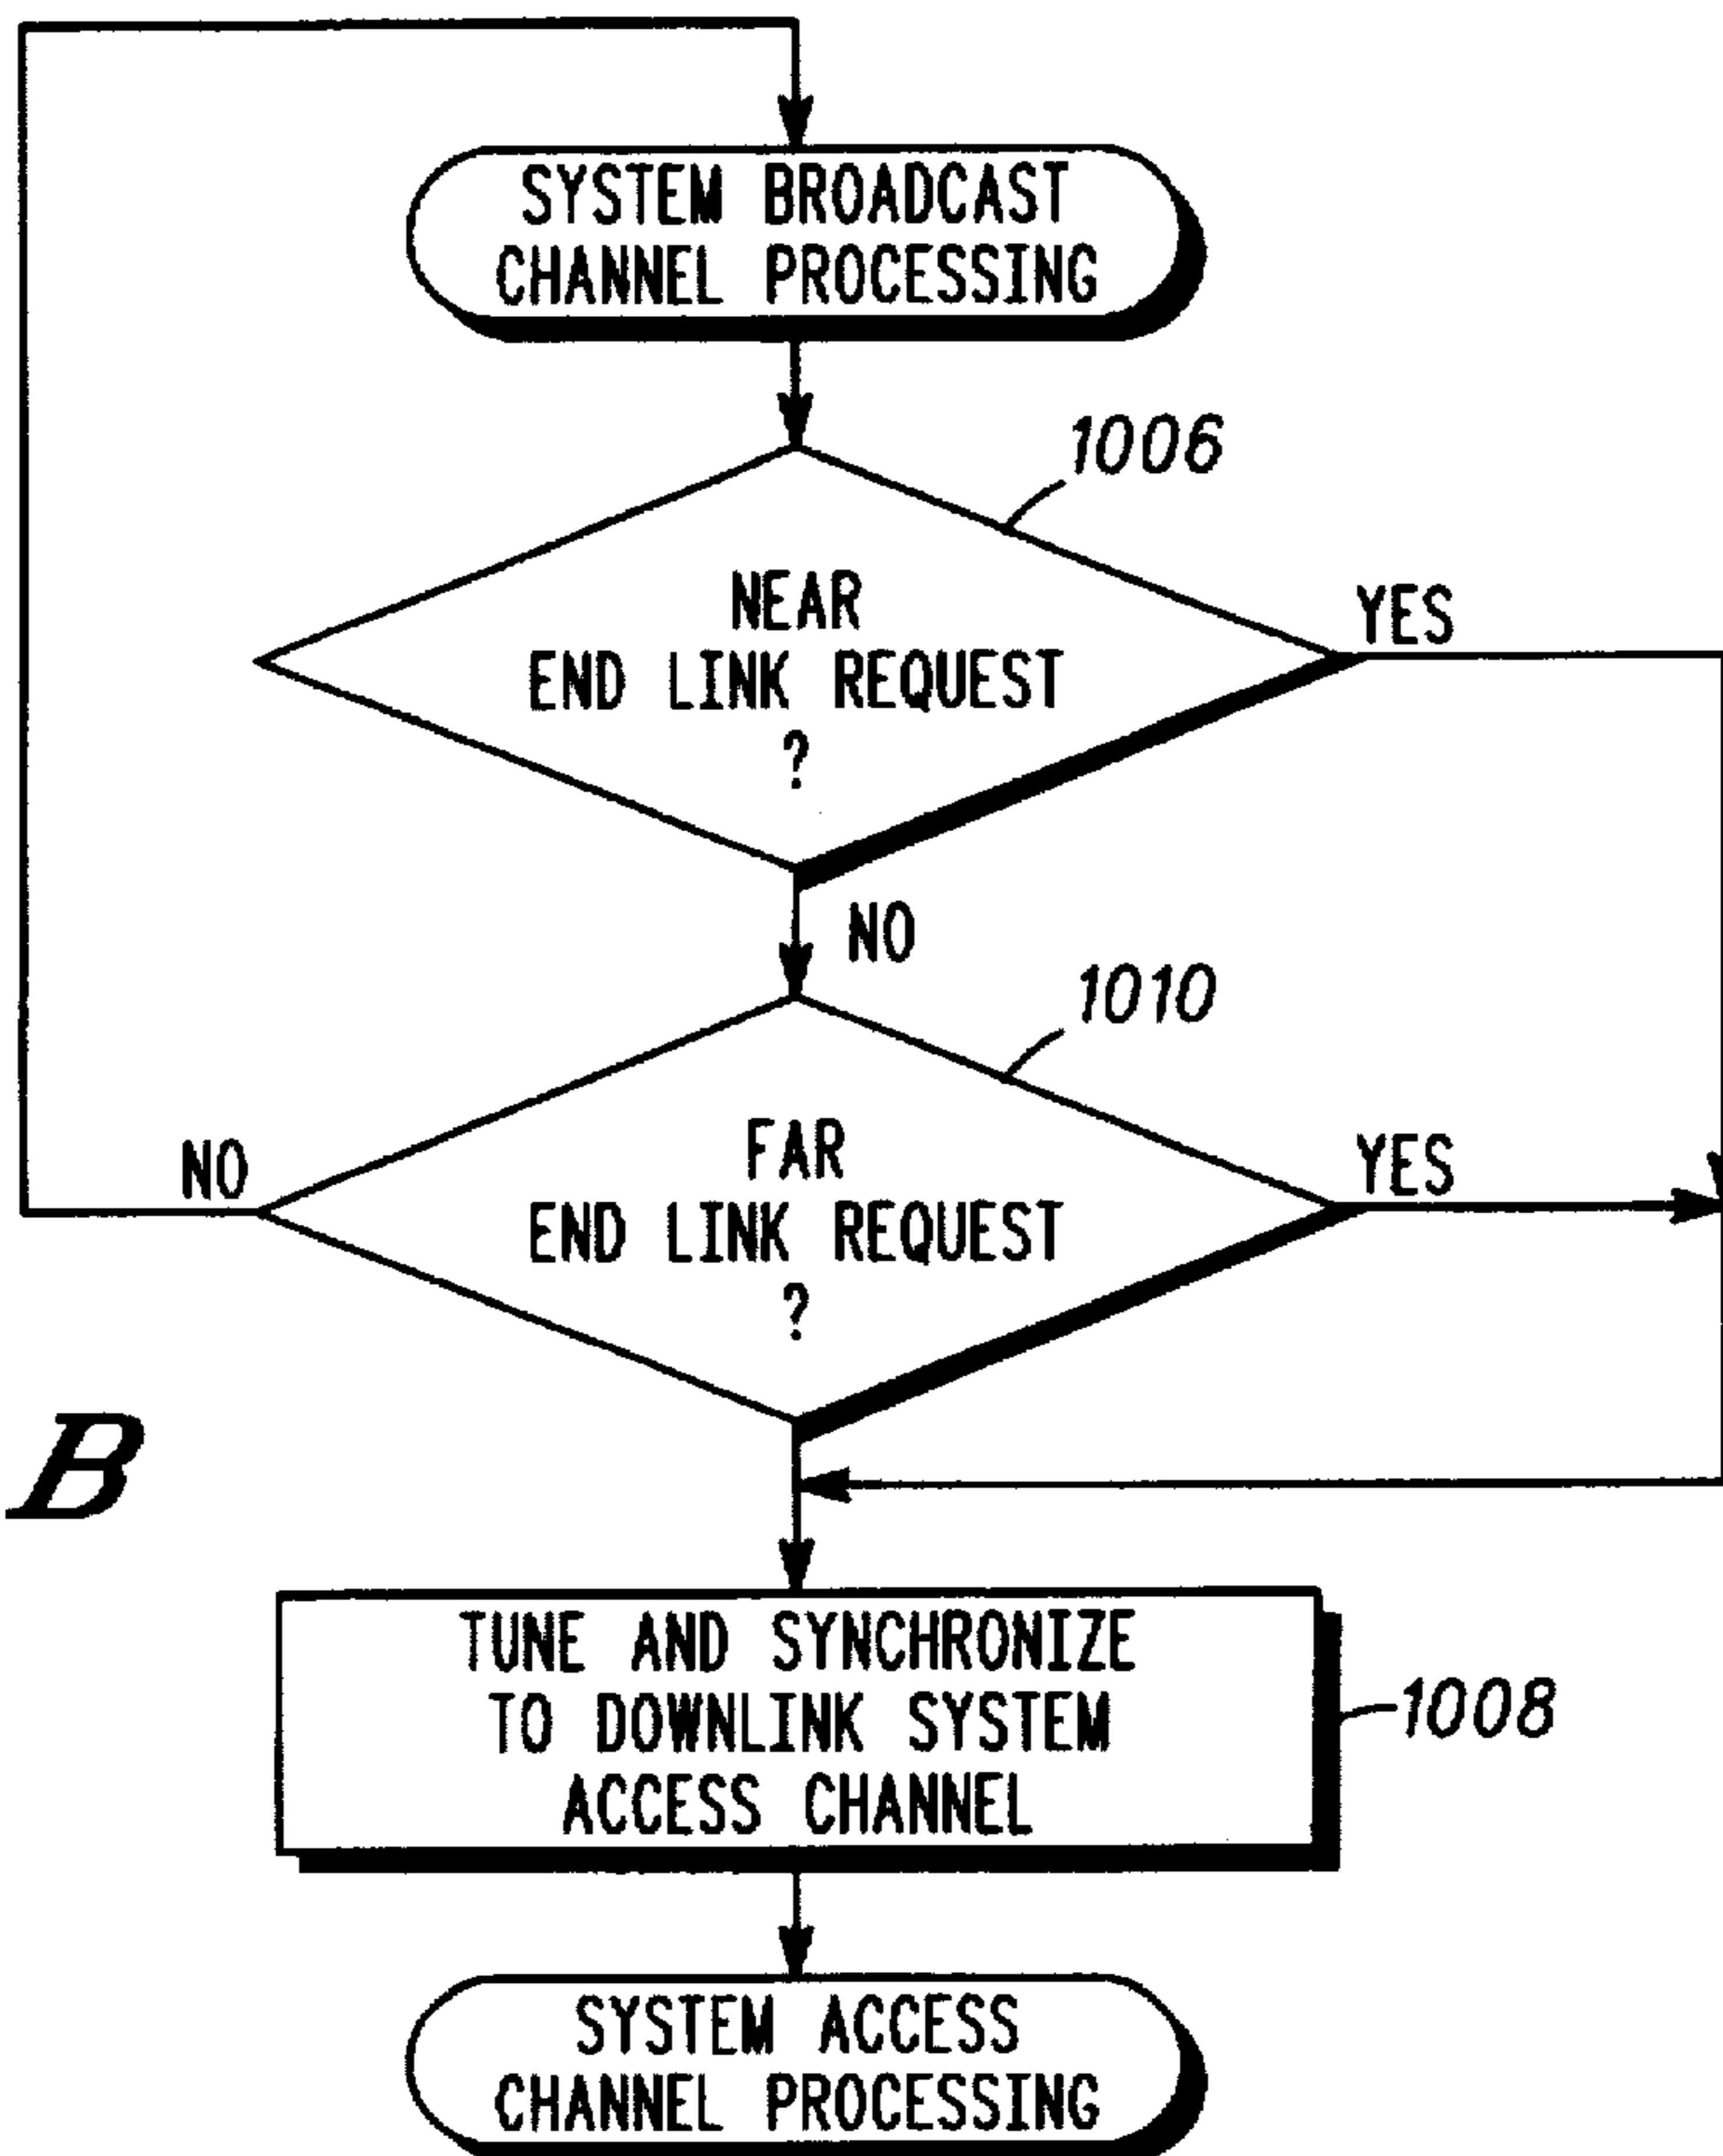 SYSTEM BROADCAST
CHANNEL PROCESSING
1006
NEAR
END LINK REQUEST
?
YES
NO
1010
FAR
END LINK REQUEST
?
NO
YES
B
TUNE AND SYNCHRONIZE
TO DOWNLINK SYSTEM
ACCESS CHANNEL
1008
SYSTEM ACCESS
CHANNEL PROCESSING